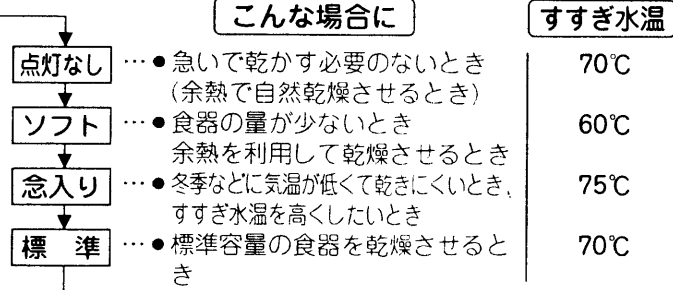 こんな場合に すすぎ水温
点灯なし …●急いで乾かす必要のないとき 70℃
(余熱で自然乾燥させるとき)
ソフト …●食器の量が少ないとき 60℃
余熱を利用して乾燥させるとき
念入り …●冬季などに気温が低くて乾きにくいとき、 75℃
すすぎ水温を高くしたいとき
標 準 …●標準容量の食器を乾燥させると 70℃
き